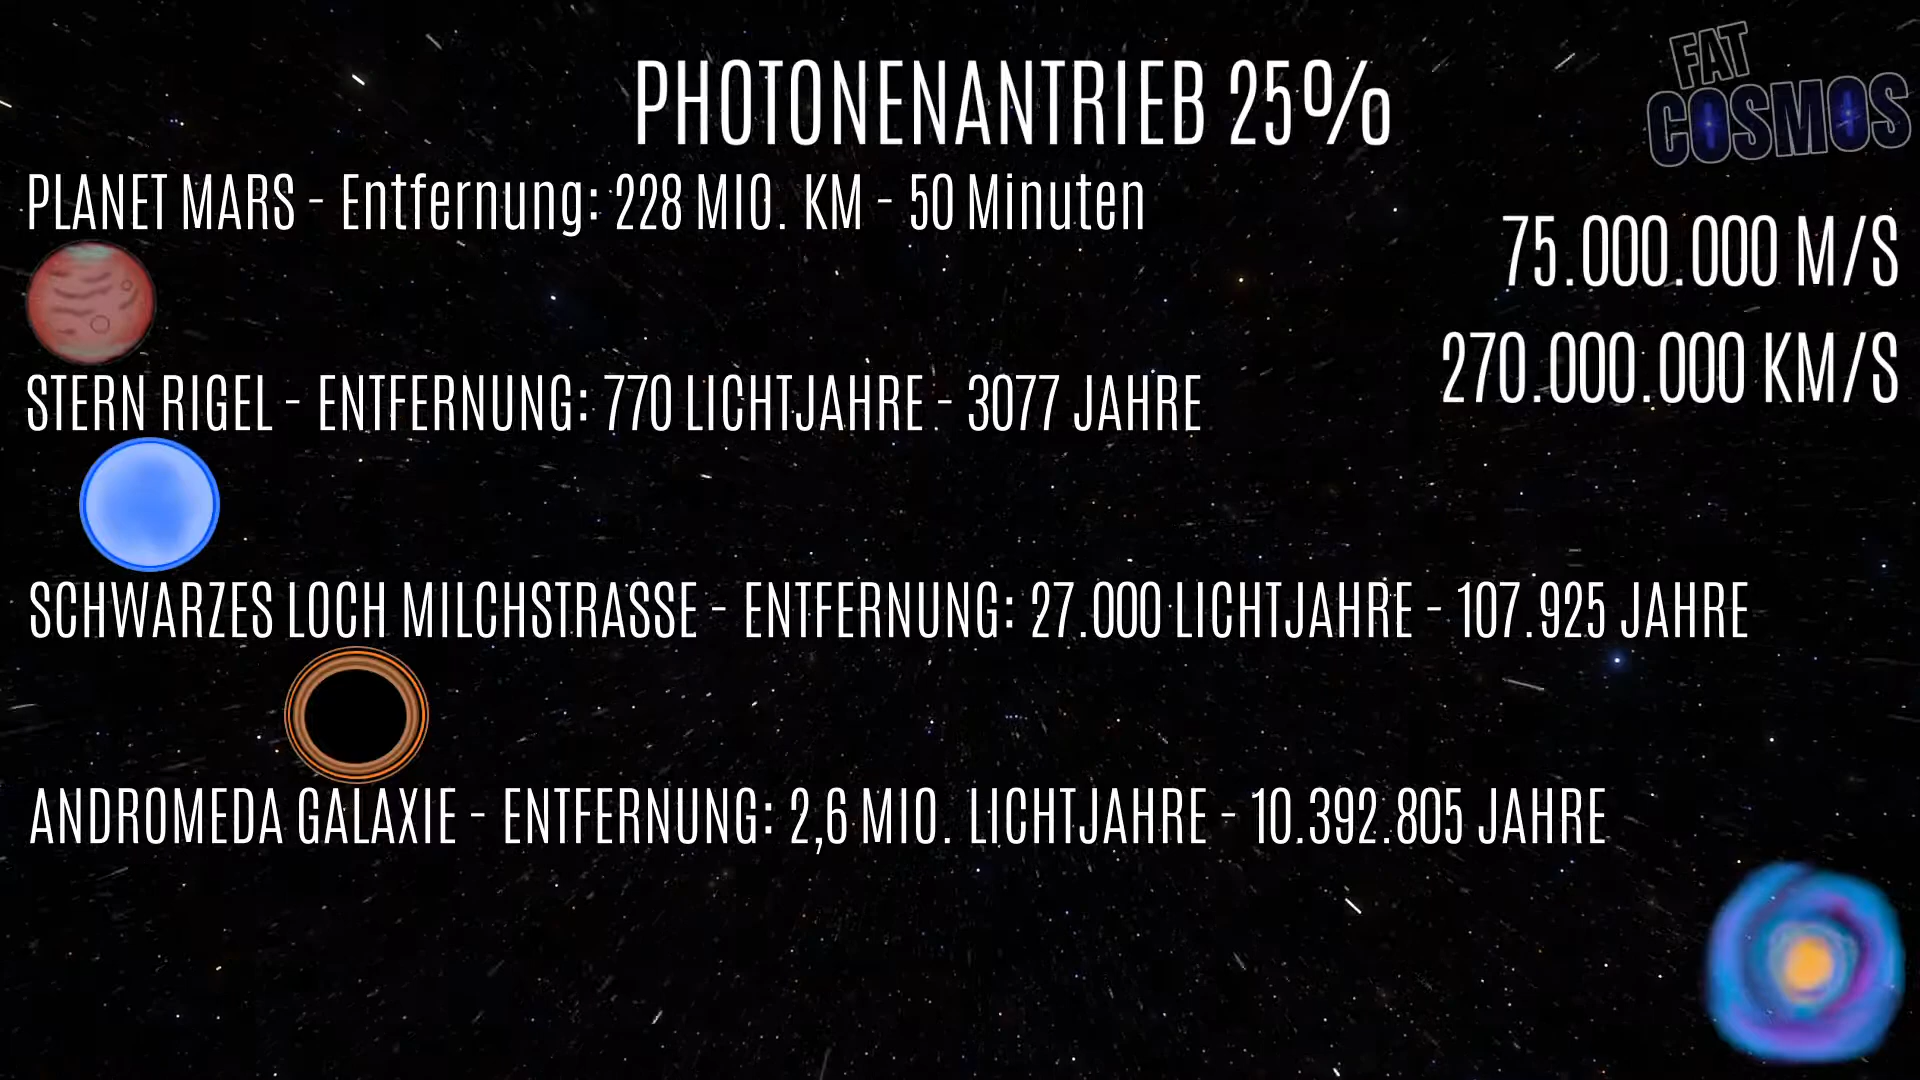 PHOTONENANTRIEB 25%
FAT
COSMOS
PLANET MARS - Entfernung: 228 MIO. KM - 50 Minuten
75.000.000 M/S
270.000.000 KM/S
STERN RIGEL - ENTFERNUNG: 770 LICHTJAHRE - 3077 JAHRE
SCHWARZES LOCH MILCHSTRASSE - ENTFERNUNG: 27.000 LICHTJAHRE - 107.925 JAHRE
ANDROMEDA GALAXIE - ENTFERNUNG: 2,6 MIO. LICHTJAHRE - 10.392.805 JAHRE